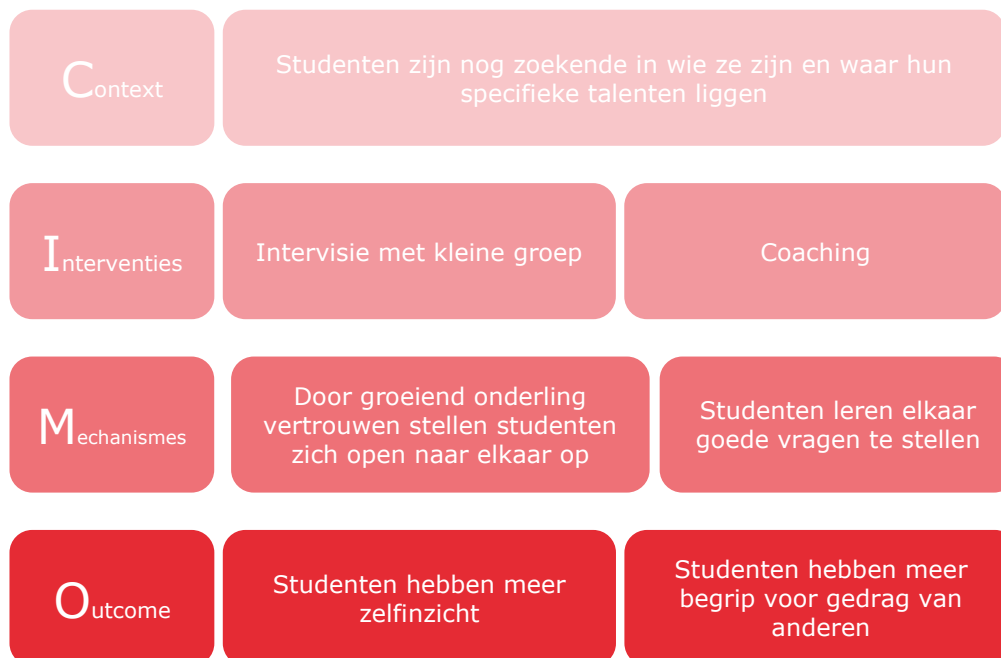 Context
Studenten zijn nog zoekende in wie ze zijn en waar hun
specifieke talenten liggen
Interventies
Intervisie met kleine groep
Coaching
Mechanismes
Door groeiend onderling
vertrouwen stellen studenten
zich open naar elkaar op
Studenten leren elkaar
goede vragen te stellen
Outcome
Studenten hebben meer
zelfinzicht
Studenten hebben meer
begrip voor gedrag van
anderen